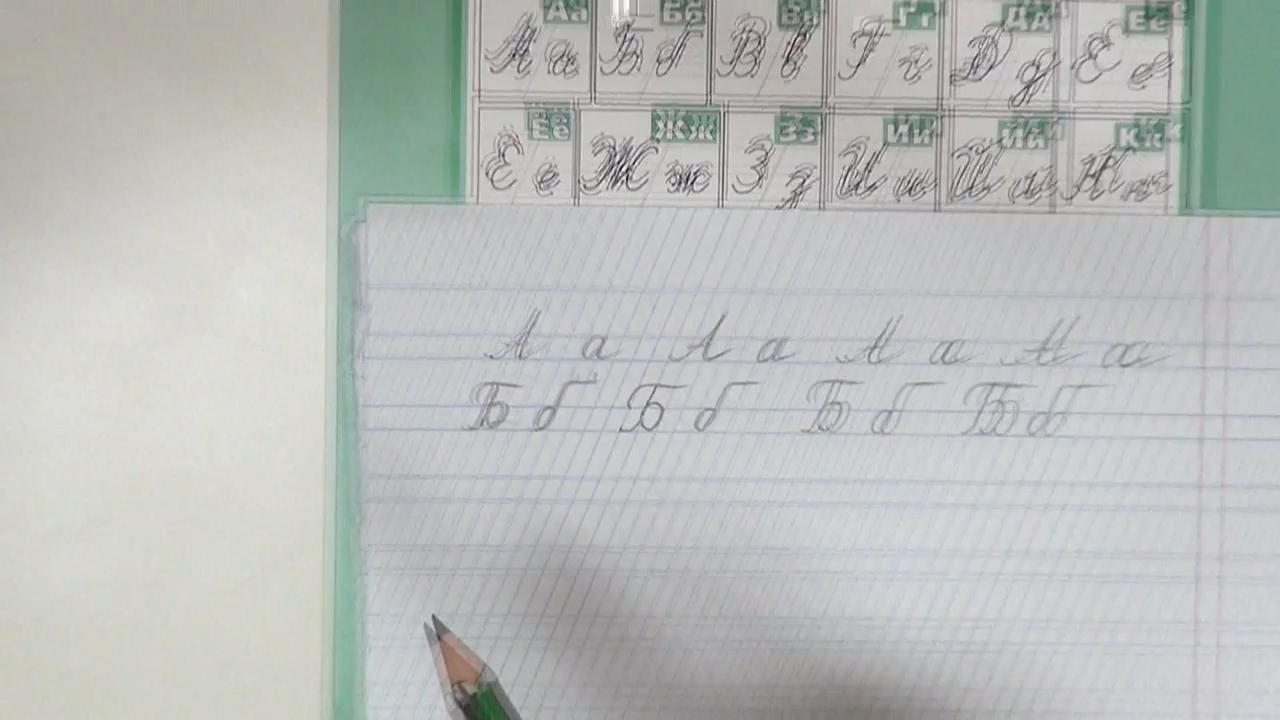 Аа Бб Вв Гг Дд Ее
А а Б б В в Г г Д д Е е
Ёё Жж Зз Ии Йй Кк
Ё ё Ж ж З з И и Й й К к
А а А а А а А а
Б б Б б Б б Б б